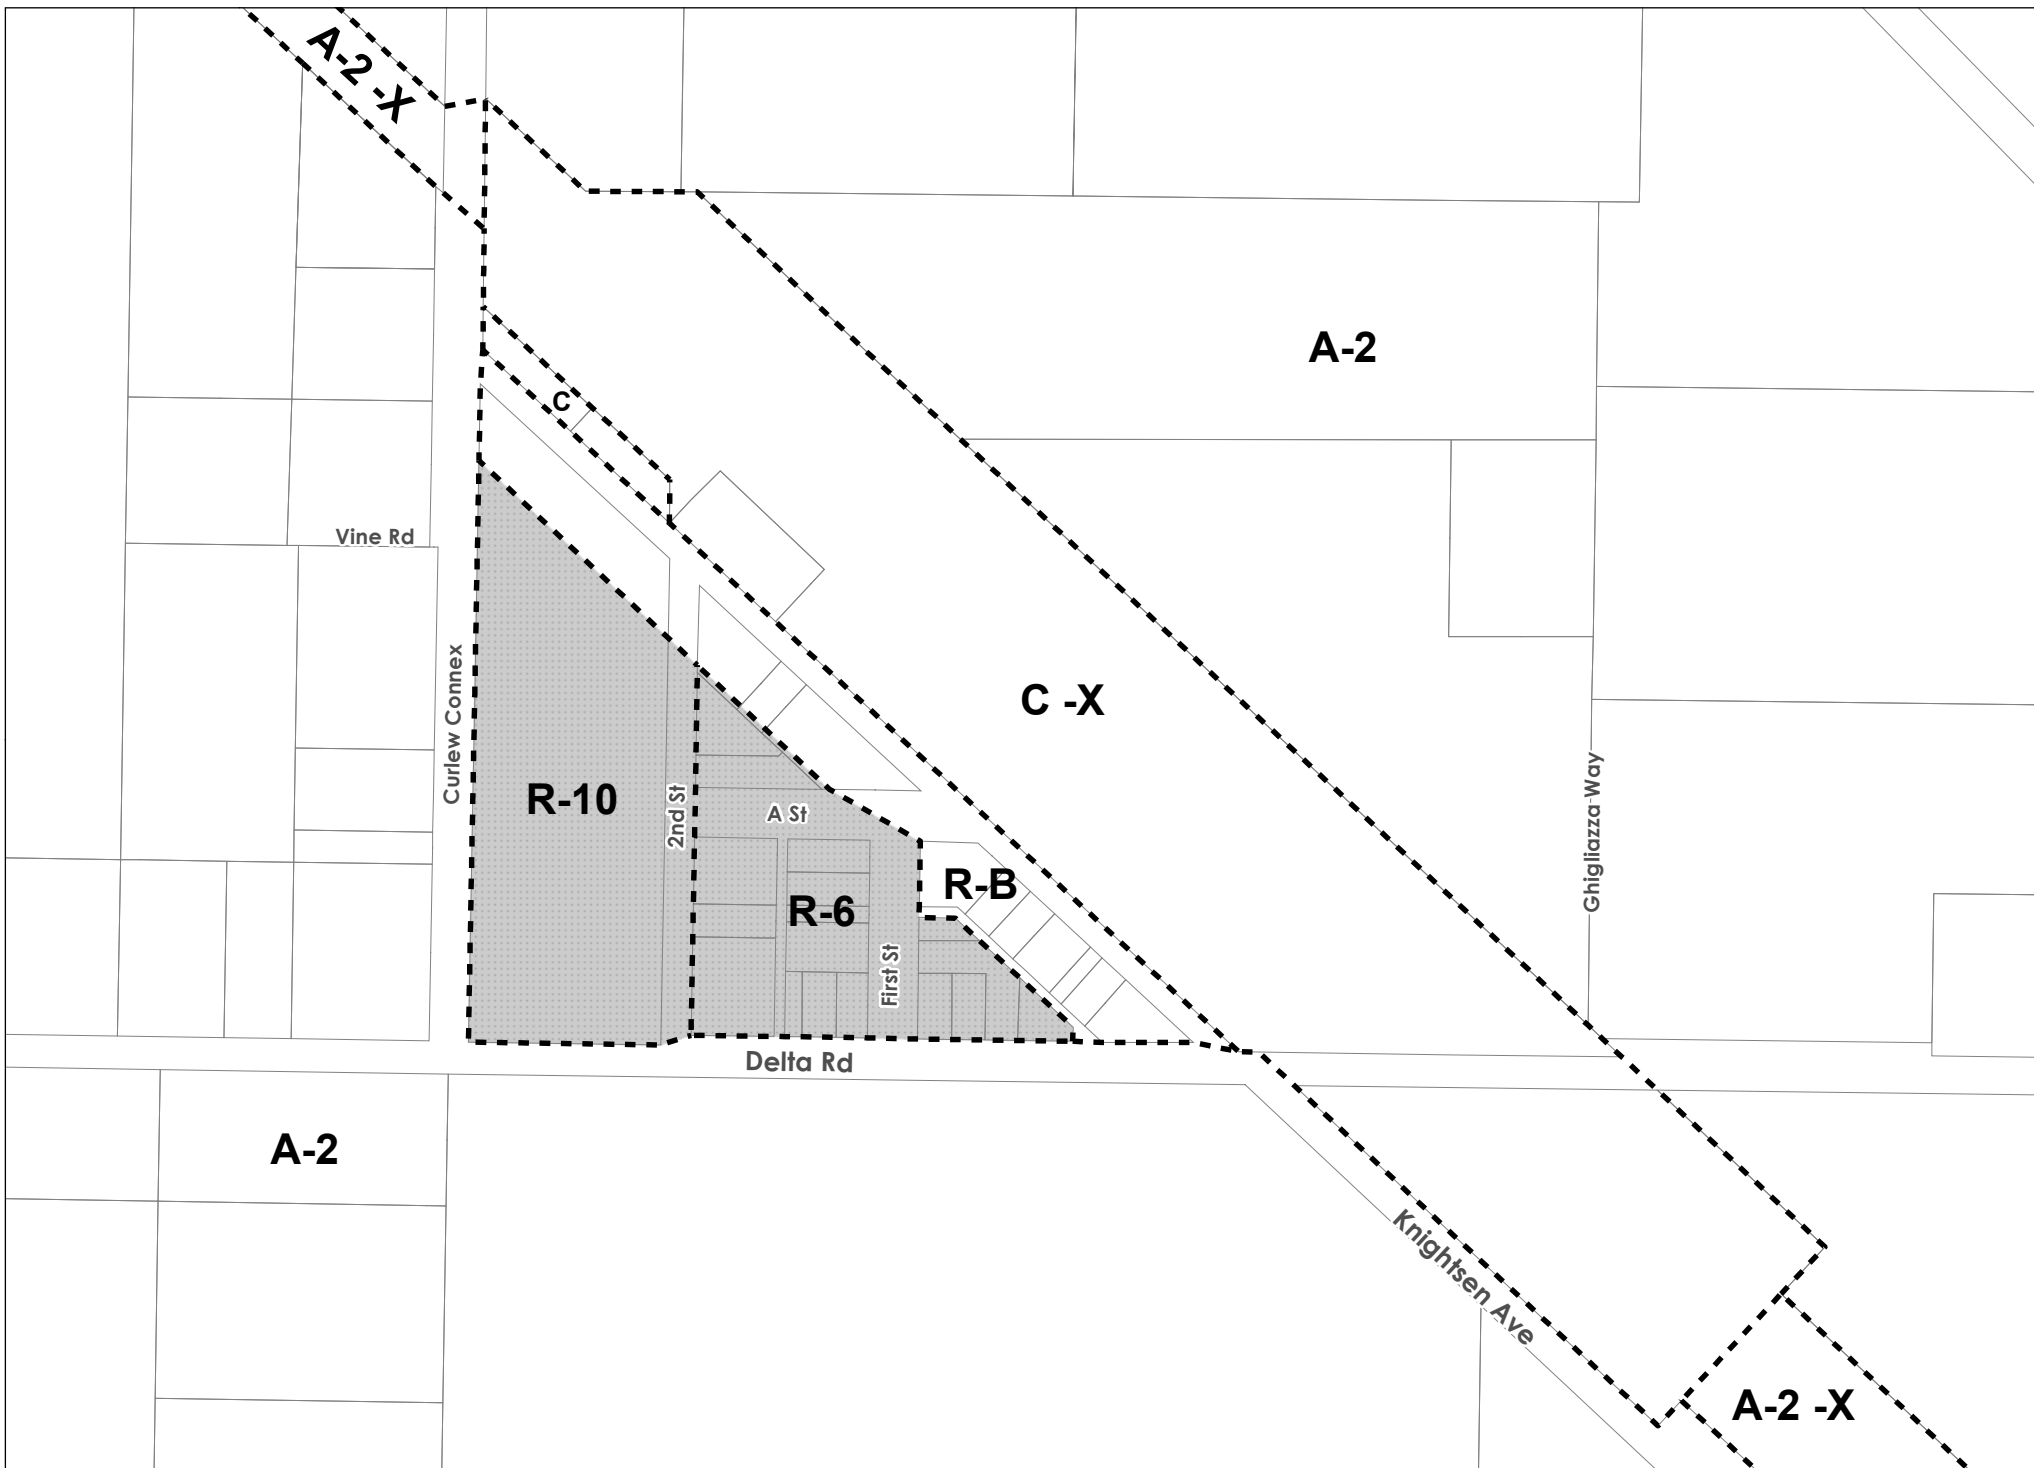 A-2 -X
A-2
C
Vine Rd
Curlew Connex
C -X
R-10
2nd St
A St
Ghigliazza Way
R-B
R-6
First St
Delta Rd
A-2
Knightsen Ave
A-2 -X